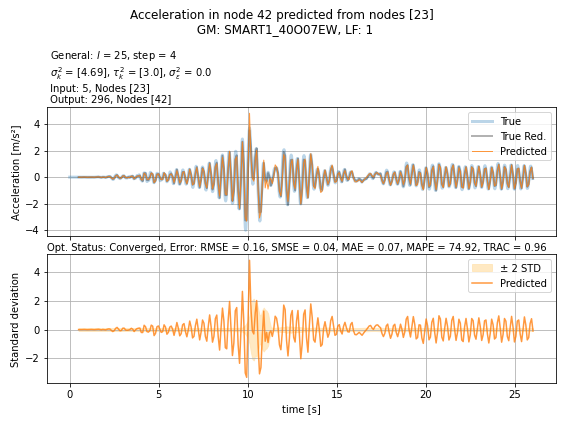 Acceleration in node 42 predicted from nodes [23]
GM: SMART1_40O07EW, LF: 1
General: l = 25, step = 4
σ²ₖ = [4.69], τ²ₖ = [3.0], σ²ε = 0.0
Input: 5, Nodes [23]
Output: 296, Nodes [42]
Acceleration [m/s²]
4
2
0
−2
−4
True
True Red.
Predicted
Opt. Status: Converged, Error: RMSE = 0.16, SMSE = 0.04, MAE = 0.07, MAPE = 74.92, TRAC = 0.96
Standard deviation
4
2
0
−2
± 2 STD
Predicted
0 5 10 15 20 25
time [s]